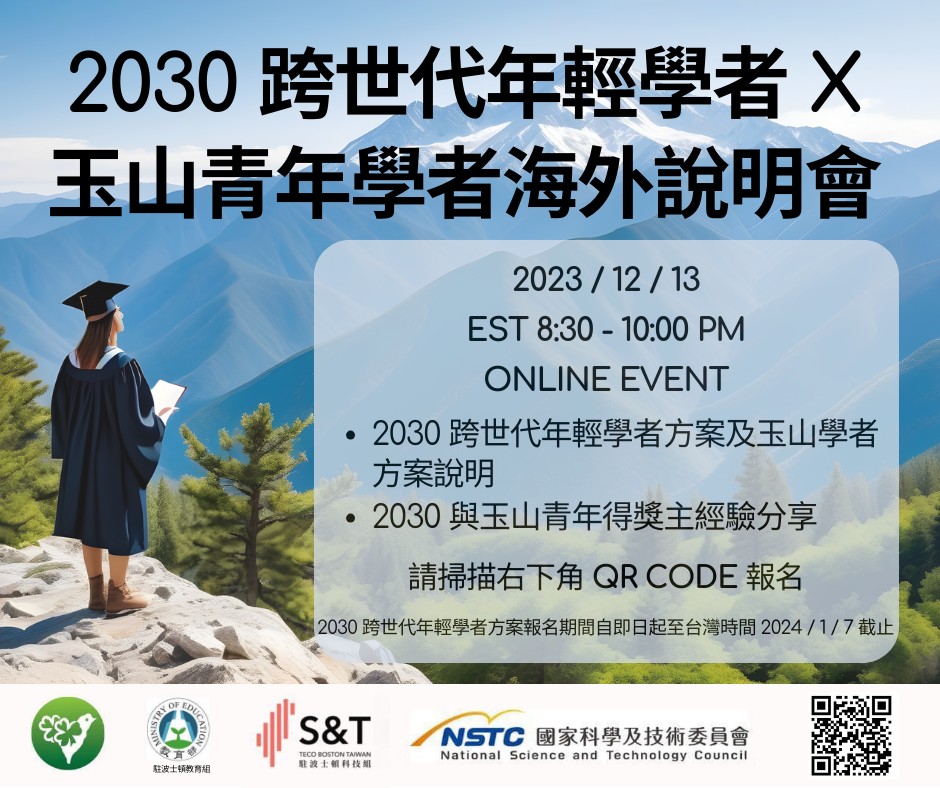 2030 跨世代年輕學者 X
玉山青年學者海外說明會
2023 / 12 / 13
EST 8:30 - 10:00 PM
ONLINE EVENT
• 2030 跨世代年輕學者方案及玉山學者
方案說明
• 2030 與玉山青年得獎主經驗分享
請掃描右下角 QR CODE 報名
2030 跨世代年輕學者方案報名期間自即日起至台灣時間 2024 / 1 / 7 截止
MINISTRY OF EDUCATION
教育部
駐波士頓教育組
S&T
TECO BOSTON TAIWAN
駐波士頓科技組
NSTC 國家科學及技術委員會
National Science and Technology Council